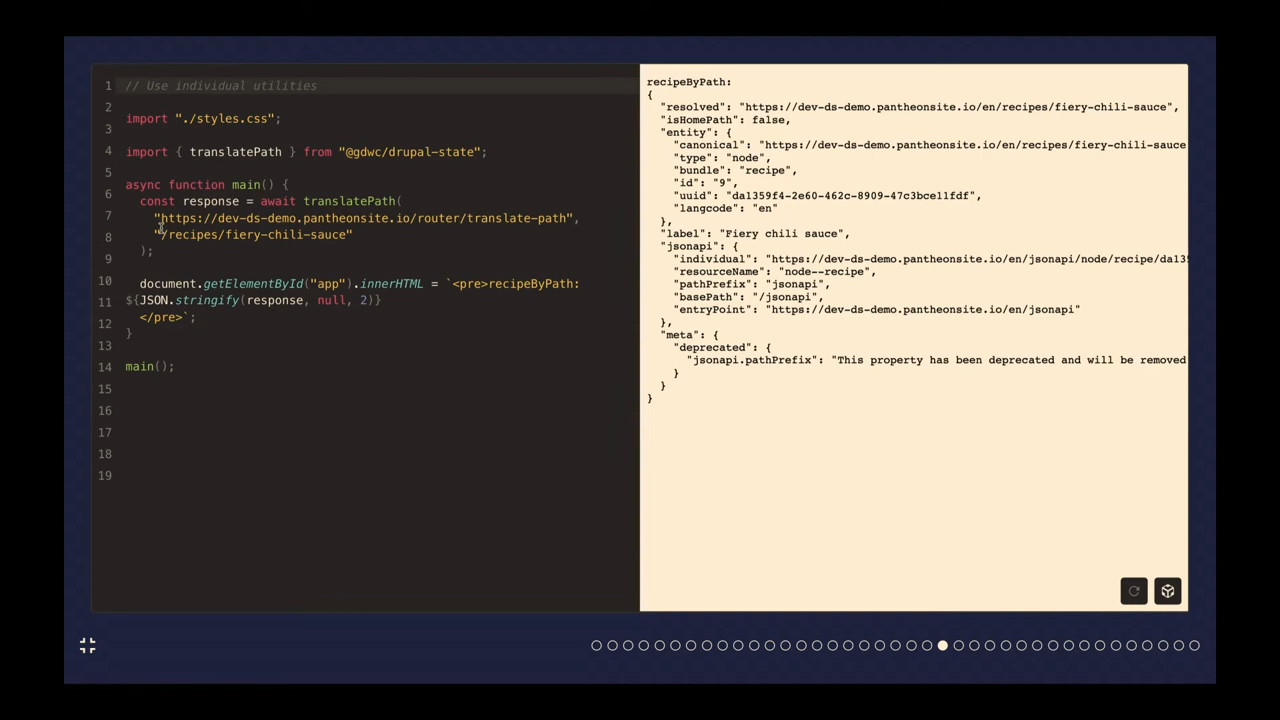 1 // Use individual utilities
2
3 import "./styles.css";
4 import { translatePath } from "@gdwc/drupal-state";
5
6 async function main() {
7 const response = await translatePath(
"https://dev-ds-demo.pantheonsite.io/router/translate-path",
8 "/recipes/fiery-chili-sauce"
9 );
10 document.getElementById("app").innerHTML = `<pre>recipeByPath:
11 ${JSON.stringify(response, null, 2)}
12 </pre>`;
13 }
14 main();
15
16
17
18
19
recipeByPath:
{
"resolved": "https://dev-ds-demo.pantheonsite.io/en/recipes/fiery-chili-sauce",
"isHomePath": false,
"entity": {
"canonical": "https://dev-ds-demo.pantheonsite.io/en/recipes/fiery-chili-sauce
"type": "node",
"bundle": "recipe",
"id": "9",
"uuid": "da1359f4-2e60-462c-8909-47c3bce11fdf",
"langcode": "en"
},
"label": "Fiery chili sauce",
"jsonapi": {
"individual": "https://dev-ds-demo.pantheonsite.io/en/jsonapi/node/recipe/da135
"resourceName": "node--recipe",
"pathPrefix": "jsonapi",
"basePath": "/jsonapi",
"entryPoint": "https://dev-ds-demo.pantheonsite.io/en/jsonapi"
},
"meta": {
"deprecated": {
"jsonapi.pathPrefix": "This property has been deprecated and will be removed
}
}
}